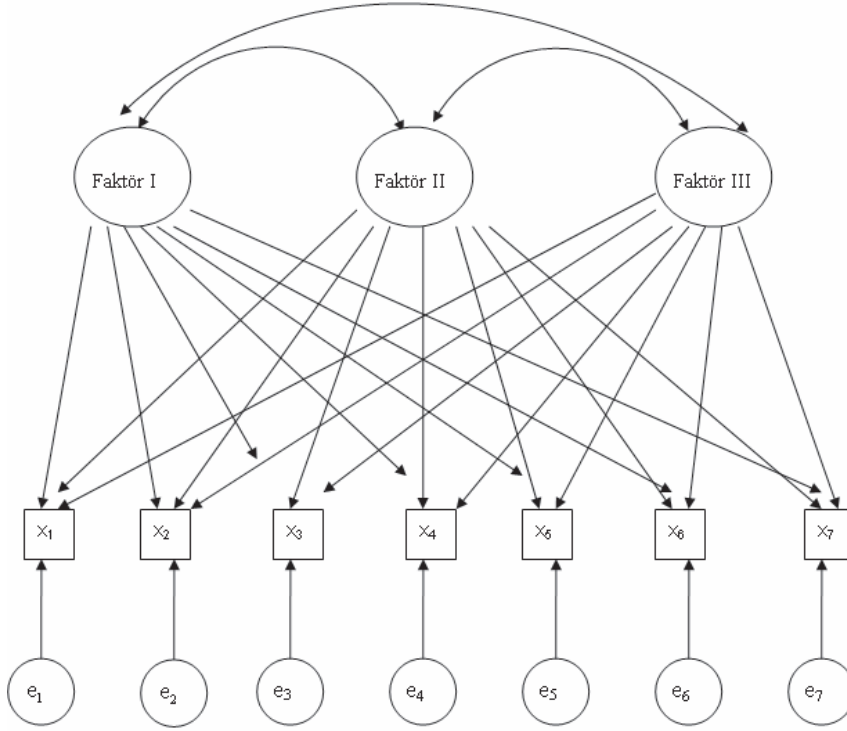 Faktör I
Faktör II
Faktör III
x₁
x₂
x₃
x₄
x₅
x₆
x₇
e₁
e₂
e₃
e₄
e₅
e₆
e₇